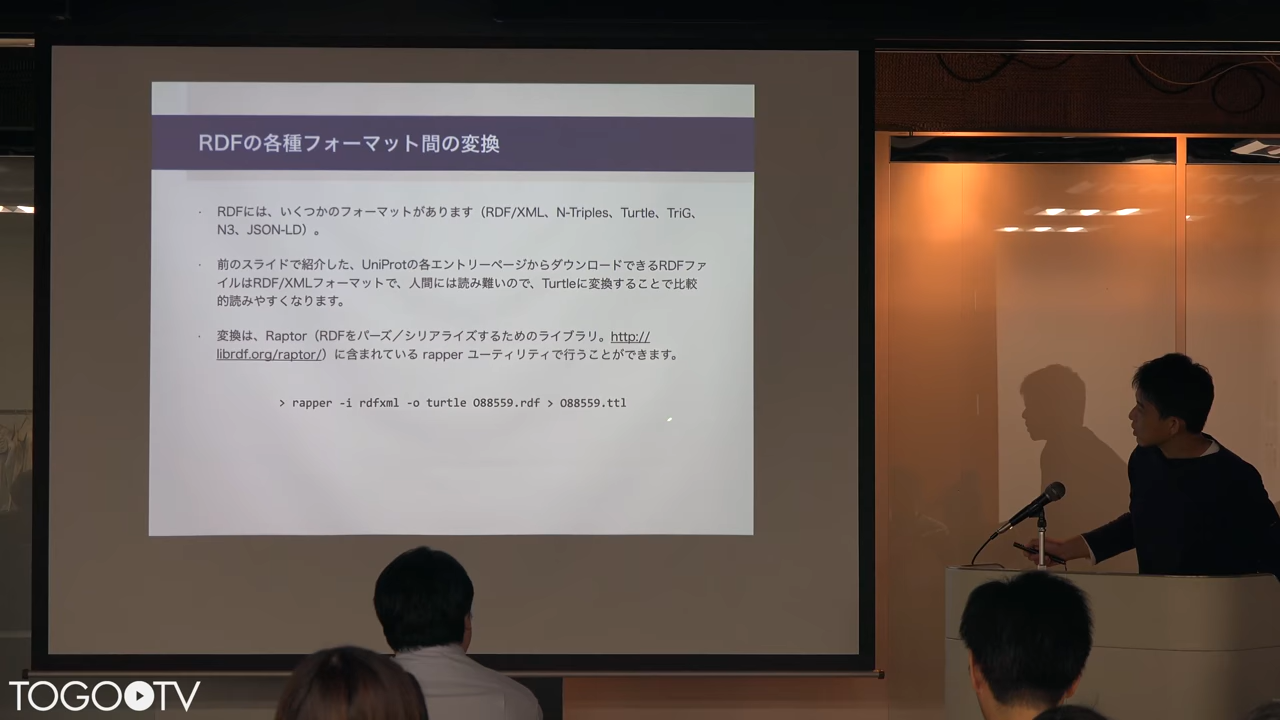 RDFの各種フォーマット間の変換
· RDFには、いくつかのフォーマットがあります（RDF/XML、N-Triples、Turtle、TriG、
N3、JSON-LD）。
· 前のスライドで紹介した、UniProtの各エントリーページからダウンロードできるRDFファ
イルはRDF/XMLフォーマットで、人間には読み難いので、Turtleに変換することで比較
的読みやすくなります。
· 変換は、Raptor（RDFをパーズ／シリアライズするためのライブラリ。http://
librdf.org/raptor/）に含まれている rapper ユーティリティで行うことができます。
> rapper -i rdfxml -o turtle O88559.rdf > O88559.ttl
TOGOTV